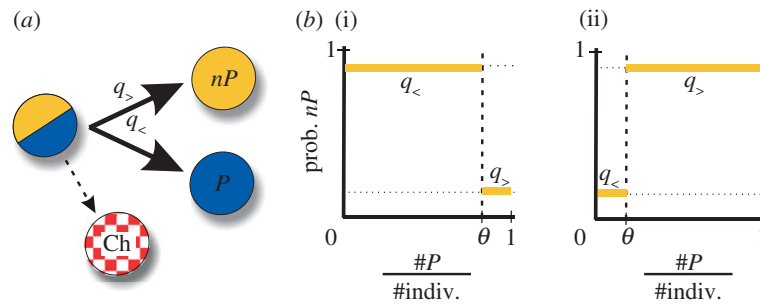 (a)
q>
q<
nP
P
Ch
(b) (i)
1
prob. nP
q<
q>
0
θ
1
#P
#indiv.
(ii)
q>
q<
0
θ
#P
#indiv.